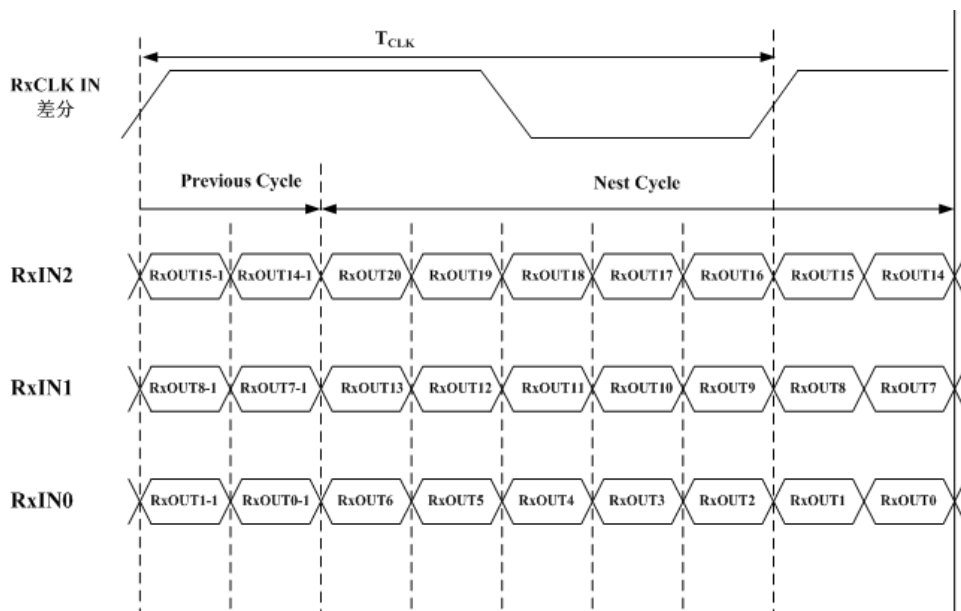 T_CLK
RxCLK IN
差分
Previous Cycle Nest Cycle
RxIN2 RxOUT15-1 RxOUT14-1 RxOUT20 RxOUT19 RxOUT18 RxOUT17 RxOUT16 RxOUT15 RxOUT14
RxIN1 RxOUT8-1 RxOUT7-1 RxOUT13 RxOUT12 RxOUT11 RxOUT10 RxOUT9 RxOUT8 RxOUT7
RxIN0 RxOUT1-1 RxOUT0-1 RxOUT6 RxOUT5 RxOUT4 RxOUT3 RxOUT2 RxOUT1 RxOUT0